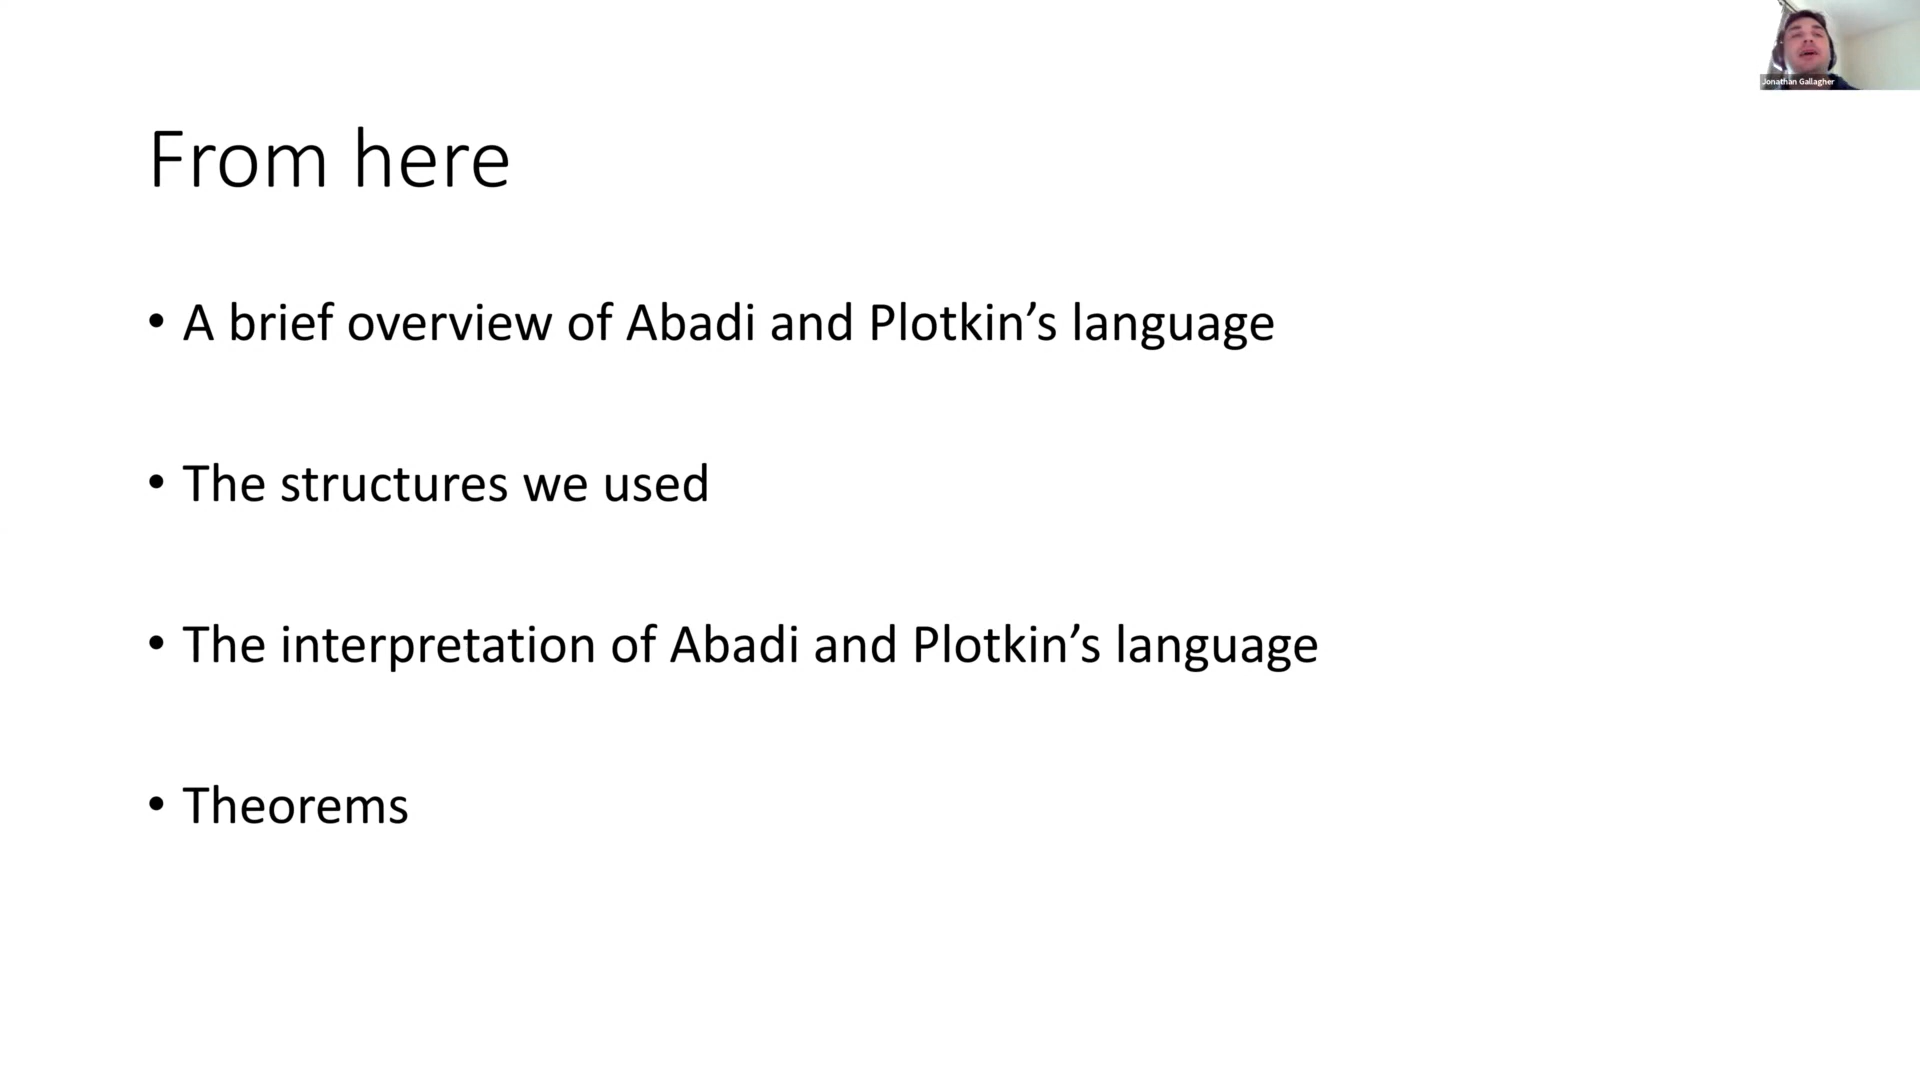 Jonathan Gallagher
From here
• A brief overview of Abadi and Plotkin’s language
• The structures we used
• The interpretation of Abadi and Plotkin’s language
• Theorems